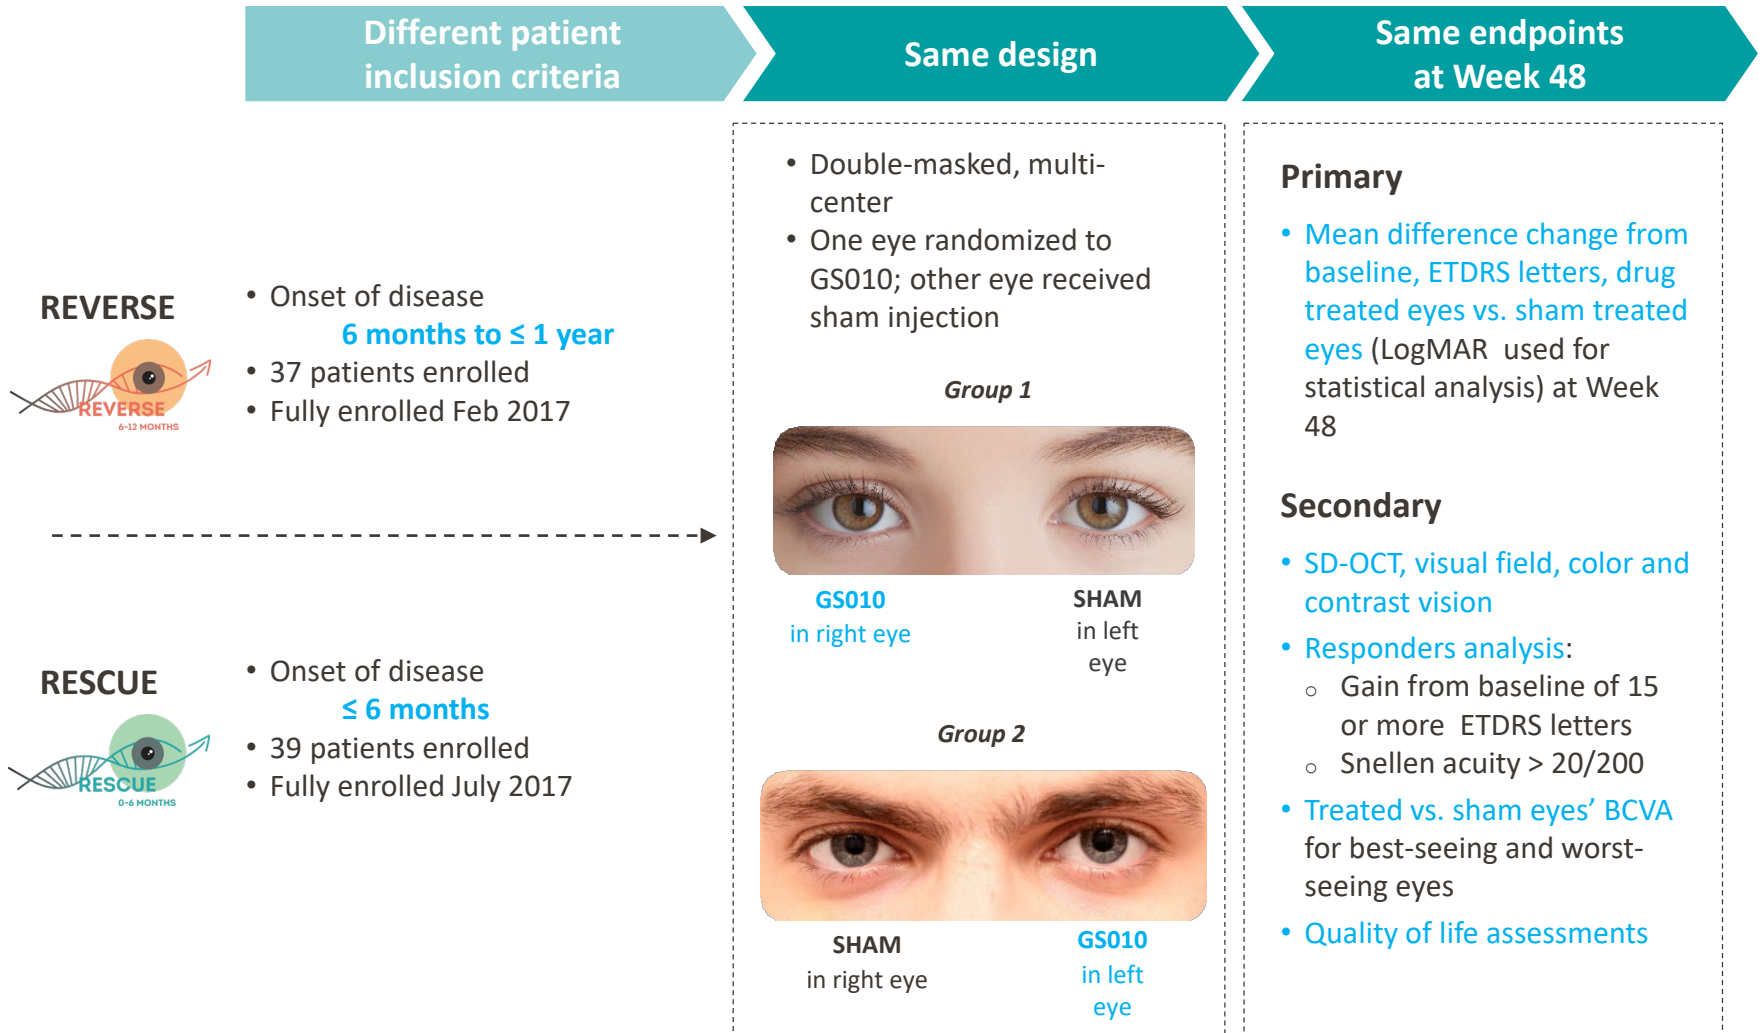 Different patient
inclusion criteria
Same design
Same endpoints
at Week 48
REVERSE
REVERSE
6-12 MONTHS
• Onset of disease
6 months to ≤ 1 year
• 37 patients enrolled
• Fully enrolled Feb 2017
RESCUE
RESCUE
0-6 MONTHS
• Onset of disease
≤ 6 months
• 39 patients enrolled
• Fully enrolled July 2017
• Double-masked, multi-
center
• One eye randomized to
GS010; other eye received
sham injection
Group 1
GS010
in right eye
SHAM
in left
eye
Group 2
SHAM
in right eye
GS010
in left
eye
Primary
• Mean difference change from
baseline, ETDRS letters, drug
treated eyes vs. sham treated
eyes (LogMAR used for
statistical analysis) at Week
48
Secondary
• SD-OCT, visual field, color and
contrast vision
• Responders analysis:
o Gain from baseline of 15
or more ETDRS letters
o Snellen acuity > 20/200
• Treated vs. sham eyes’ BCVA
for best-seeing and worst-
seeing eyes
• Quality of life assessments